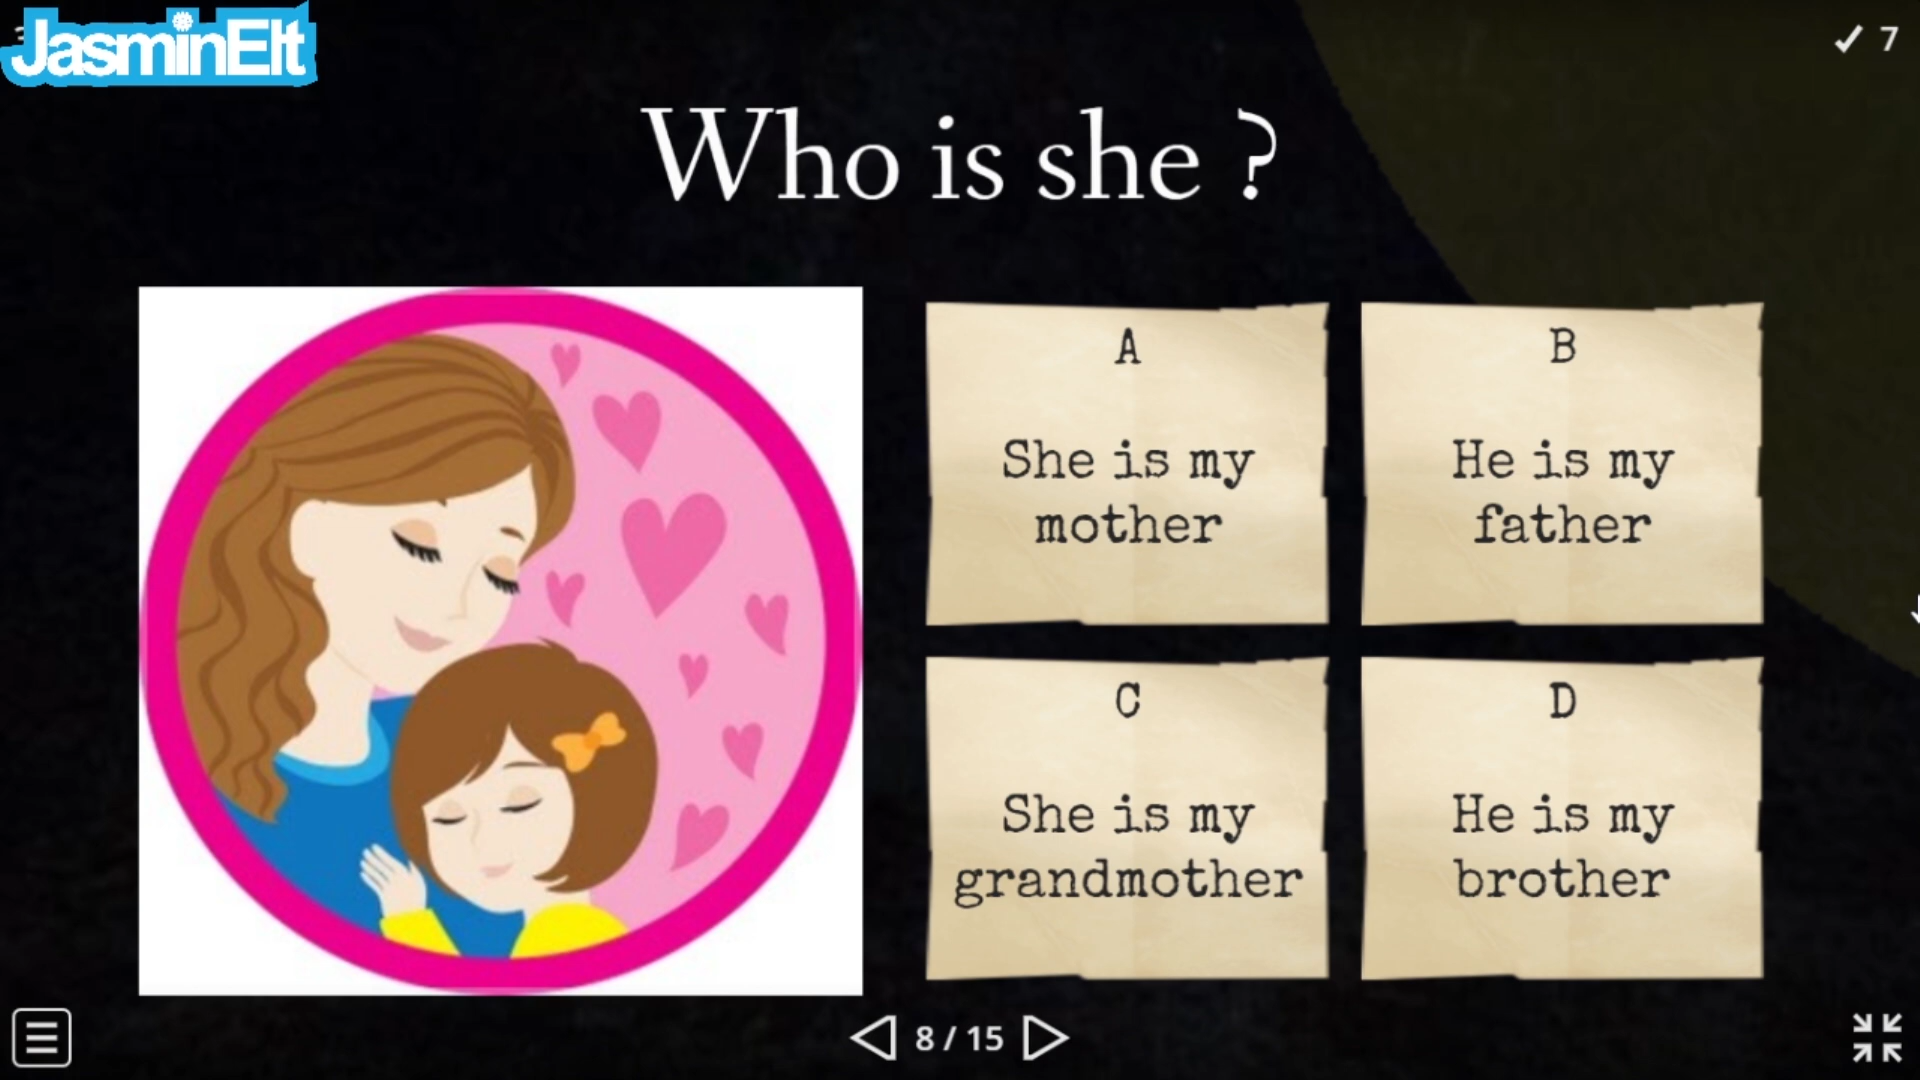 JasminElt
7
Who is she ?
A
She is my
mother
B
He is my
father
C
She is my
grandmother
D
He is my
brother
8 / 15